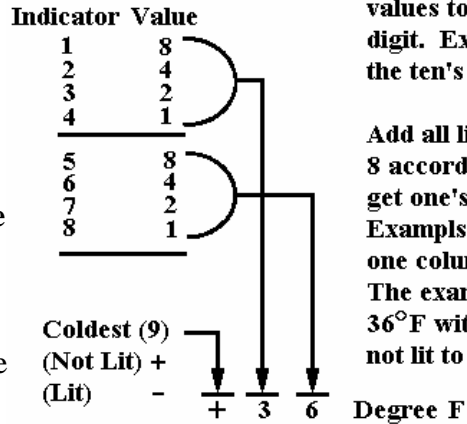 Indicator Value
1 8
2 4
3 2
4 1
5 8
6 4
7 2
8 1
Coldest (9)
(Not Lit) +
(Lit) -
+ 3 6 Degree F
values to
digit. Ex
the ten's
Add all li
8 accord
get one's
Exampls
one colu
The exa
36°F wit
not lit to
e
e